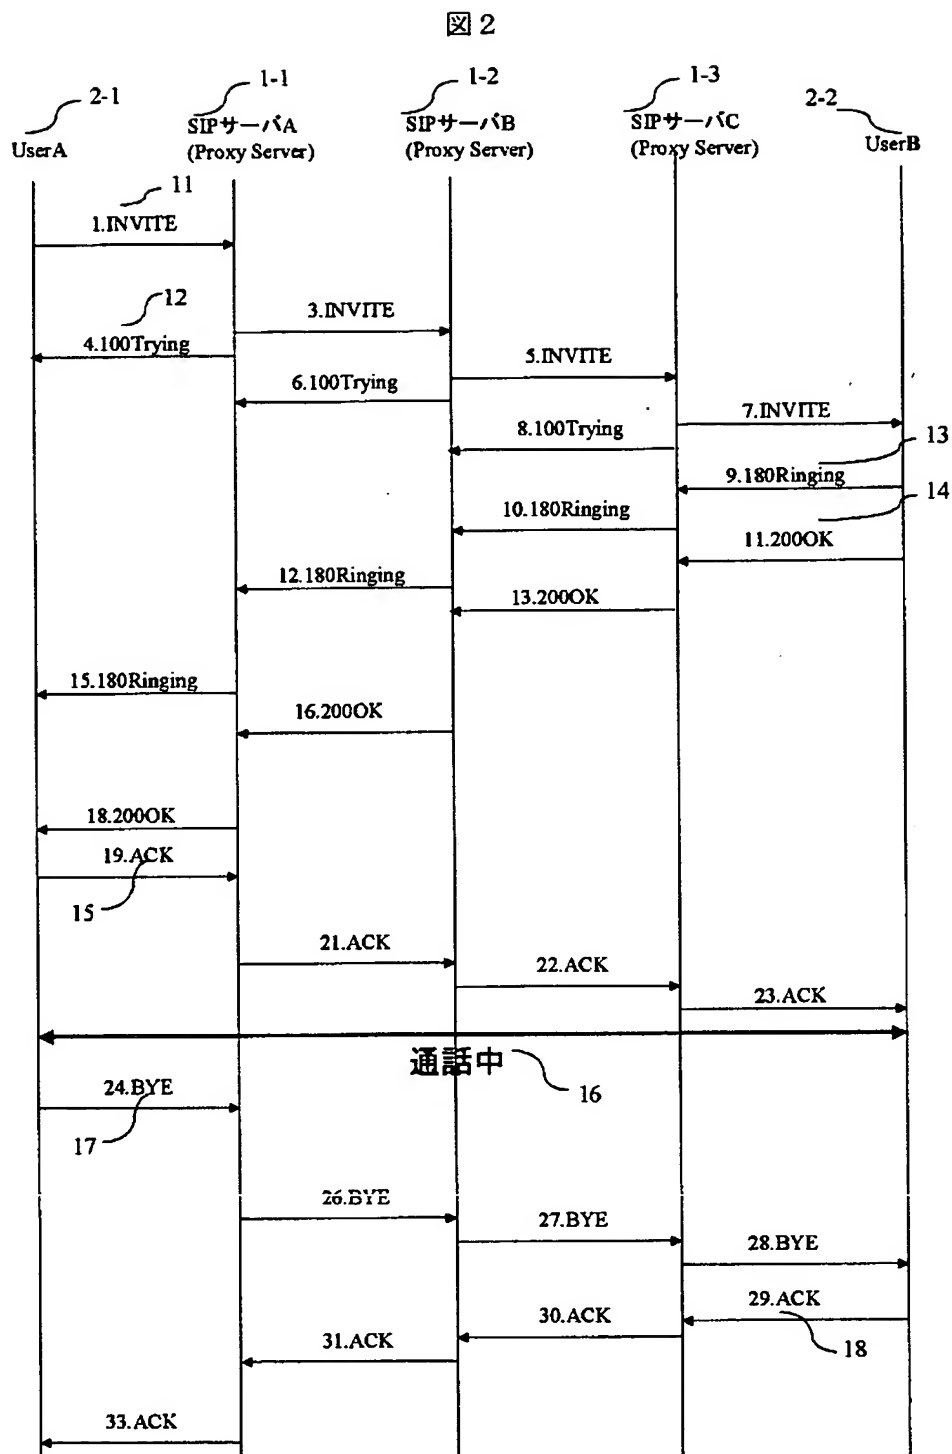 図2
2-1
1-1
1-2
1-3
2-2
UserA
SIPサーバA
(Proxy Server)
SIPサーバB
(Proxy Server)
SIPサーバC
(Proxy Server)
UserB
11
1.INVITE
12
3.INVITE
4.100Trying
5.INVITE
6.100Trying
7.INVITE
8.100Trying
13
9.180Ringing
14
10.180Ringing
11.200OK
12.180Ringing
13.200OK
15.180Ringing
16.200OK
18.200OK
19.ACK
15
21.ACK
22.ACK
23.ACK
通話中
16
24.BYE
17
26.BYE
27.BYE
28.BYE
29.ACK
30.ACK
31.ACK
18
33.ACK